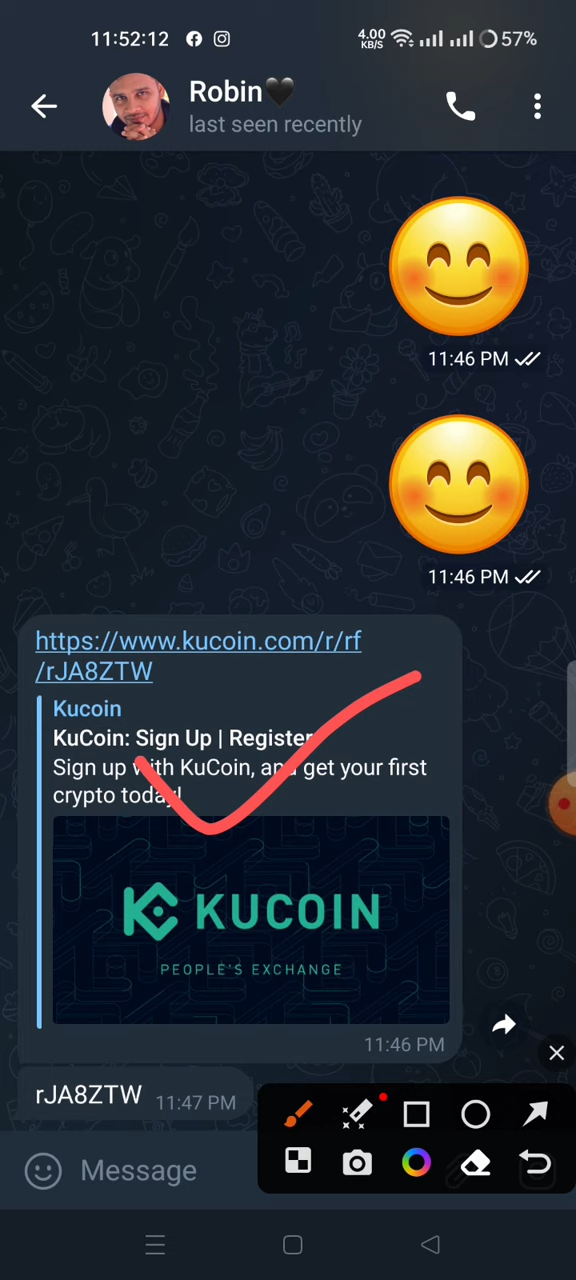 11:52:12 4.00 KB/S 57%
Robin🖤
last seen recently
11:46 PM
11:46 PM
https://www.kucoin.com/r/rf
/rJA8ZTW
Kucoin
KuCoin: Sign Up | Register
Sign up with KuCoin, and get your first
crypto today!
KUCOIN
PEOPLE'S EXCHANGE
11:46 PM
rJA8ZTW 11:47 PM
Message